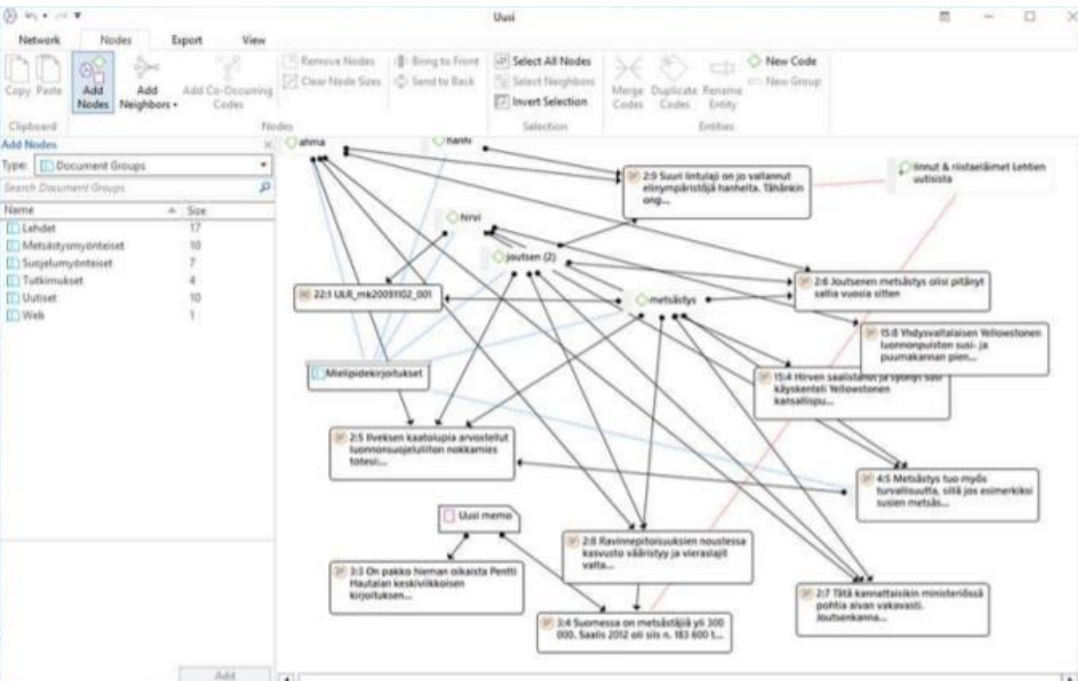 Uusi
Network Nodes Export View
Copy Paste
Add Nodes
Add Neighbors
Add Co-Occurring Codes
Remove Nodes
Clear Node Sizes
Bring to Front
Send to Back
Select All Nodes
Select Neighbors
Invert Selection
Merge Codes
Duplicate Codes
Rename Entity
New Code
New Group
Clipboard
Nodes
Selection
Entities
Add Nodes
Type: Document Groups
Search Document Groups
Name Size
Lehdet 17
Metsästysmyönteiset 10
Suojelumyönteiset 7
Tutkimukset 4
Uutiset 10
Web 1
Add
ahma
hanhi
2:9 Suuri lintulaji on jo vallannut
elinympäristöjä hanhelta. Tähänkin
ong...
linnut & riistaeläimet Lehtien
uutisista
hirvi
joutsen (2)
2:6 Joutsenen metsästys olisi pitänyt
sallia vuosia sitten
22:1 ULR_mk20091102_001
metsästys
15:8 Yhdysvaltalaisen Yellowstonen
luonnonpuiston susi- ja
puumakannan pien...
Mielipidekirjoitukset
15:4 Hirven saalistanut ja syönyt susi
käyskenteli Yellowstonen
kansallispu...
2:5 Ilveksen kaatolupia arvostellut
luonnonsuojeluliiton nokkamies
totesi:...
4:5 Metsästys tuo myös
turvallisuutta, sillä jos esimerkiksi
susien metsäs...
Uusi memo
2:8 Ravinnepitoisuuksien noustessa
kasvusto vääristyy ja vieraslajit
valta...
3:3 On pakko hieman oikaista Pentti
Hautalan keskiviikkoisen
kirjoituksen...
2:7 Tätä kannattaisikin ministeriössä
pohtia aivan vakavasti.
Joutsenkanna...
3:4 Suomessa on metsästäjiä yli 300
000. Saalis 2012 oli siis n. 183 600 t...